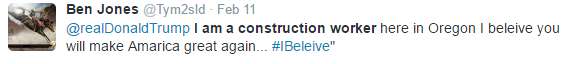 Ben Jones @Tym2sld · Feb 11
@realDonaldTrump I am a construction worker here in Oregon I beleive you
will make Amarica great again... #IBeleive"